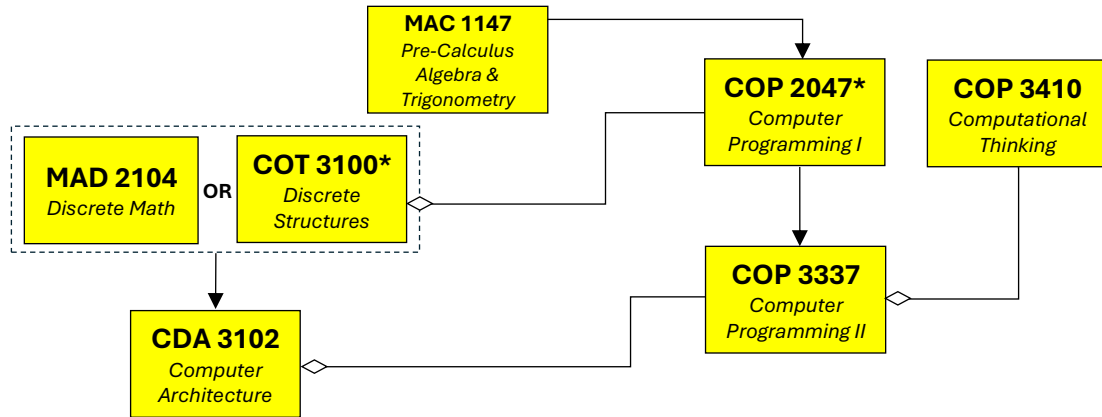 MAC 1147
Pre-Calculus
Algebra &
Trigonometry
COP 2047*
Computer
Programming I
COP 3410
Computational
Thinking
MAD 2104
Discrete Math
OR
COT 3100*
Discrete
Structures
COP 3337
Computer
Programming II
CDA 3102
Computer
Architecture